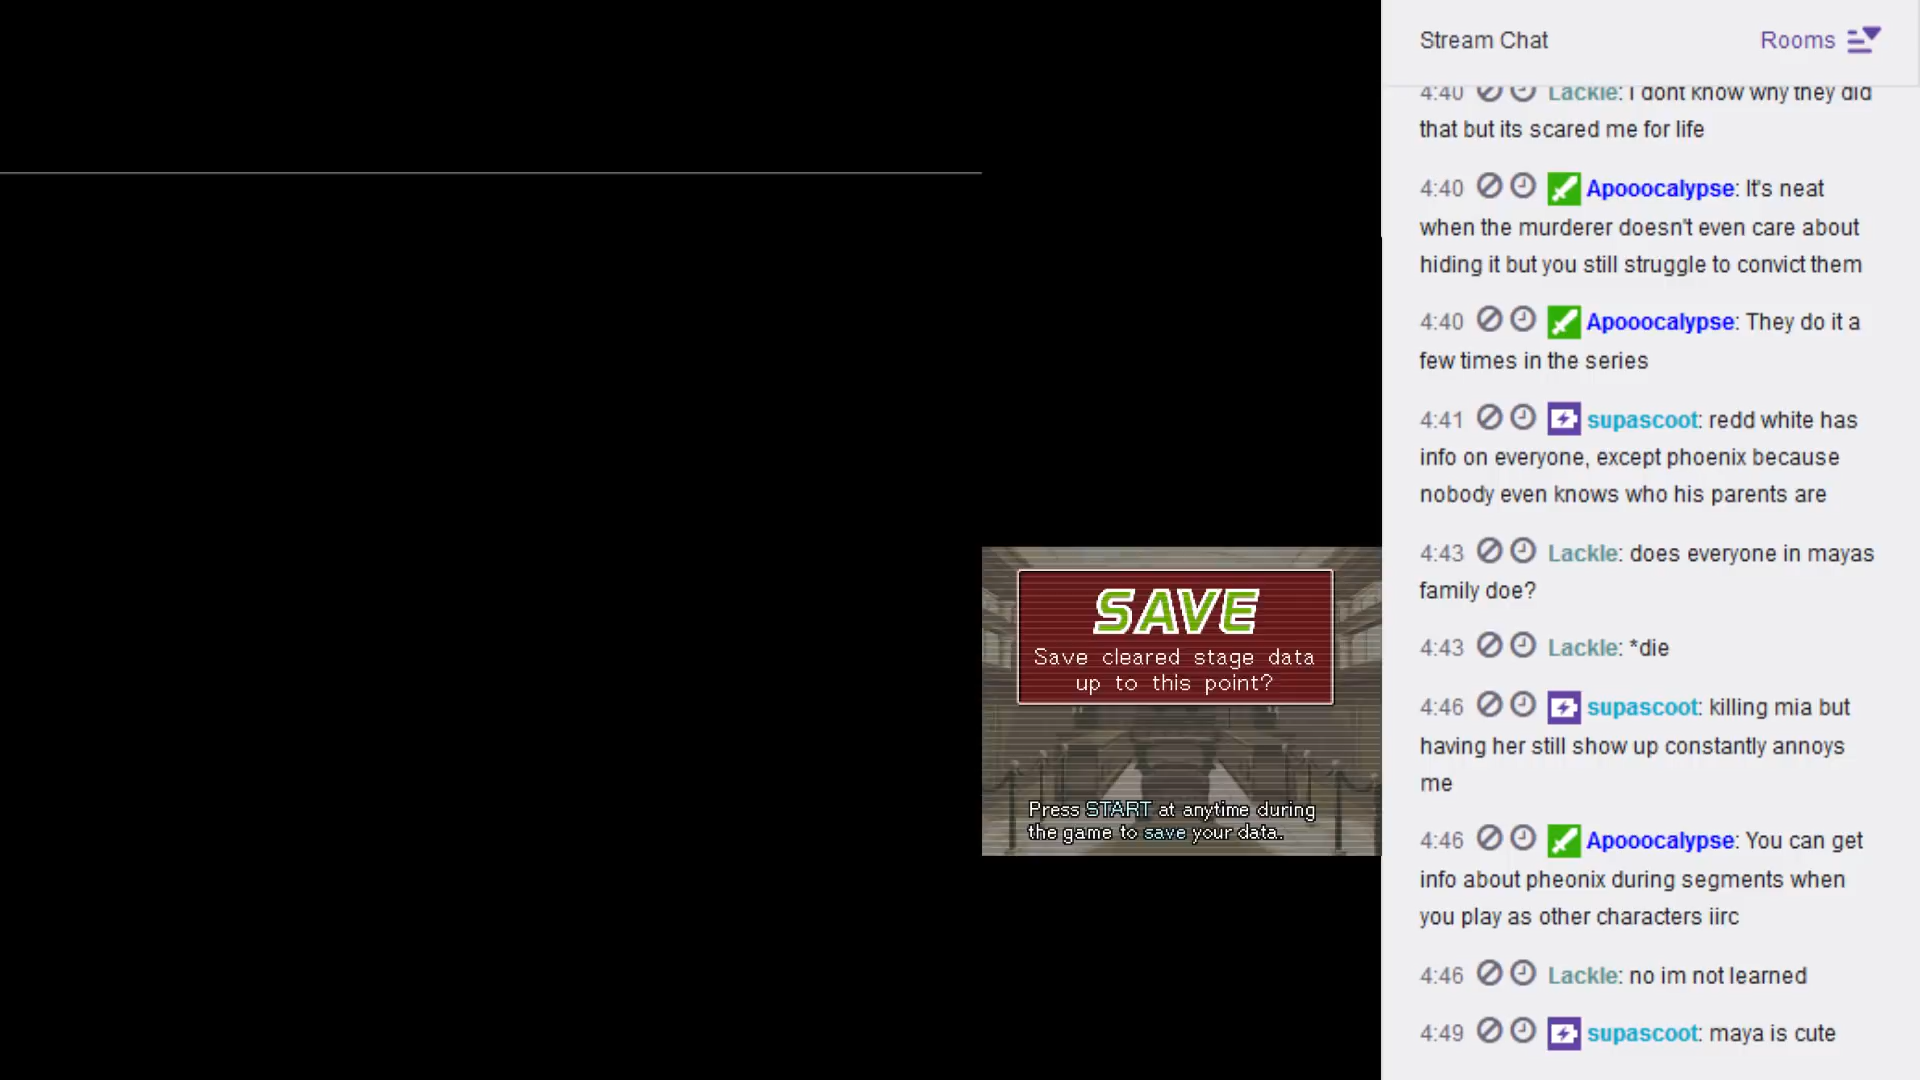 SAVE
Save cleared stage data
up to this point?
Press START at anytime during
the game to save your data.
Stream Chat
Rooms
4:40 Lackle: I dont know why they did
that but its scared me for life
4:40 Apooocalypse: It's neat
when the murderer doesn't even care about
hiding it but you still struggle to convict them
4:40 Apooocalypse: They do it a
few times in the series
4:41 supascoot: redd white has
info on everyone, except phoenix because
nobody even knows who his parents are
4:43 Lackle: does everyone in mayas
family doe?
4:43 Lackle: *die
4:46 supascoot: killing mia but
having her still show up constantly annoys
me
4:46 Apooocalypse: You can get
info about pheonix during segments when
you play as other characters iirc
4:46 Lackle: no im not learned
4:49 supascoot: maya is cute